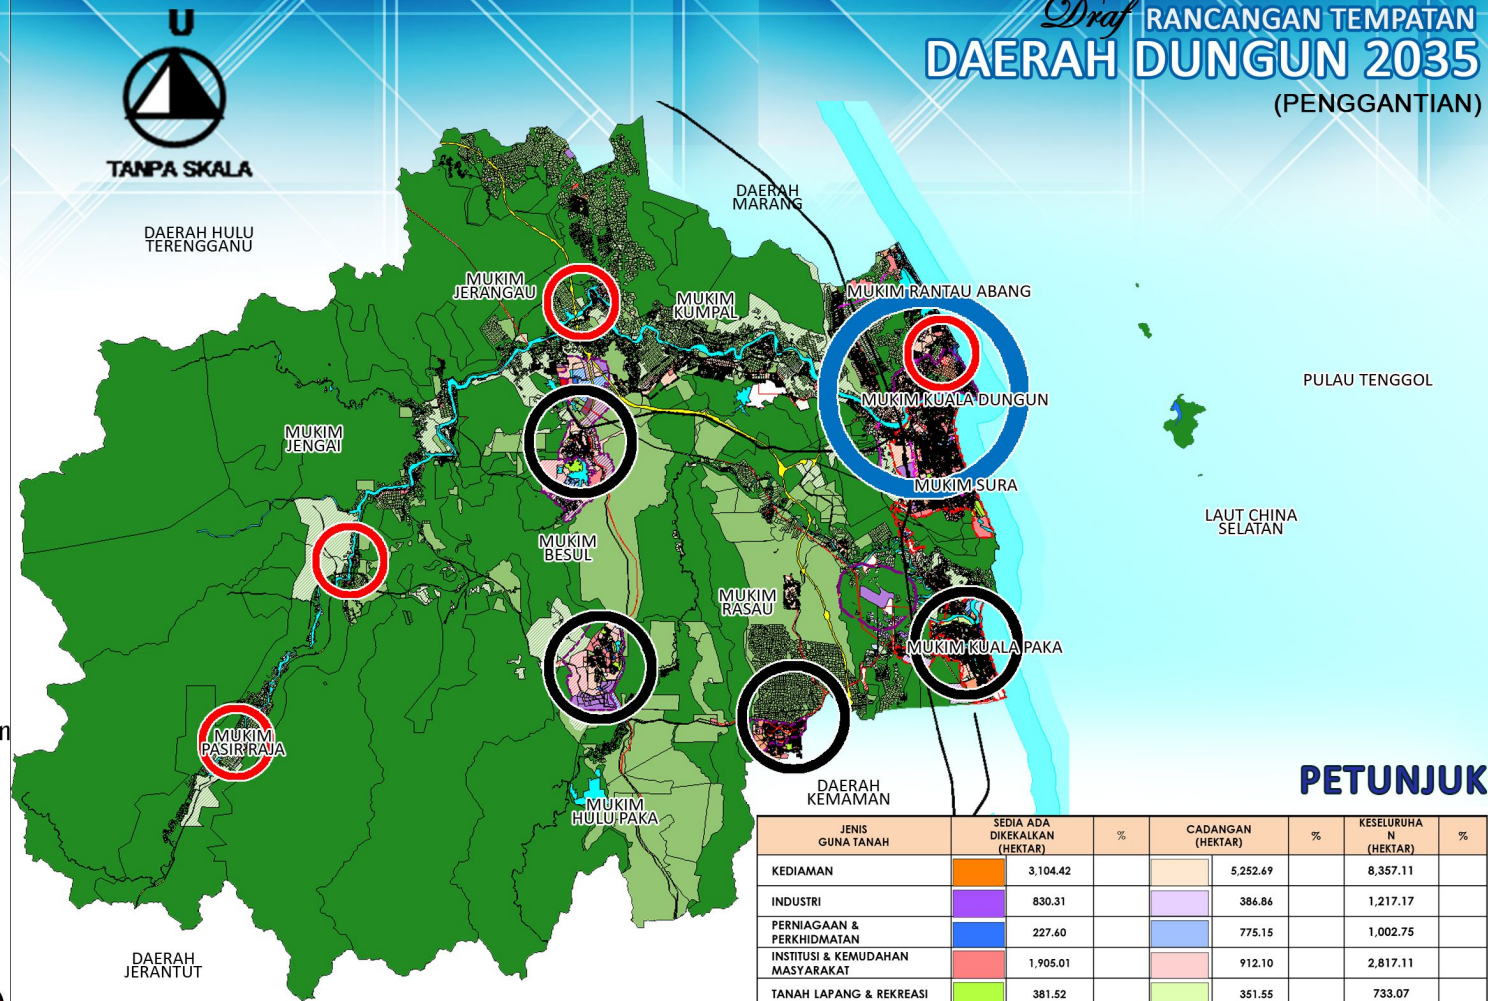 Draf RANCANGAN TEMPATAN
DAERAH DUNGUN 2035
(PENGGANTIAN)
U
TANPA SKALA
DAERAH HULU
TERENGGANU
DAERAH
MARANG
MUKIM
JERANGAU
MUKIM
KUMPAL
MUKIM RANTAU ABANG
PULAU TENGGOL
MUKIM KUALA DUNGUN
MUKIM
JENGAI
MUKIM SURA
LAUT CHINA
SELATAN
MUKIM
BESUL
MUKIM
RASAU
MUKIM KUALA PAKA
MUKIM
PASIR RAJA
n
DAERAH
KEMAMAN
MUKIM
HULU PAKA
DAERAH
JERANTUT
PETUNJUK
JENIS
GUNA TANAH
SEDIA ADA
DIKEKALKAN
(HEKTAR)
%
CADANGAN
(HEKTAR)
%
KESELURUHA
N
(HEKTAR)
%
KEDIAMAN 3,104.42 5,252.69 8,357.11
INDUSTRI 830.31 386.86 1,217.17
PERNIAGAAN &
PERKHIDMATAN 227.60 775.15 1,002.75
INSTITUSI & KEMUDAHAN
MASYARAKAT 1,905.01 912.10 2,817.11
TANAH LAPANG & REKREASI 381.52 351.55 733.07